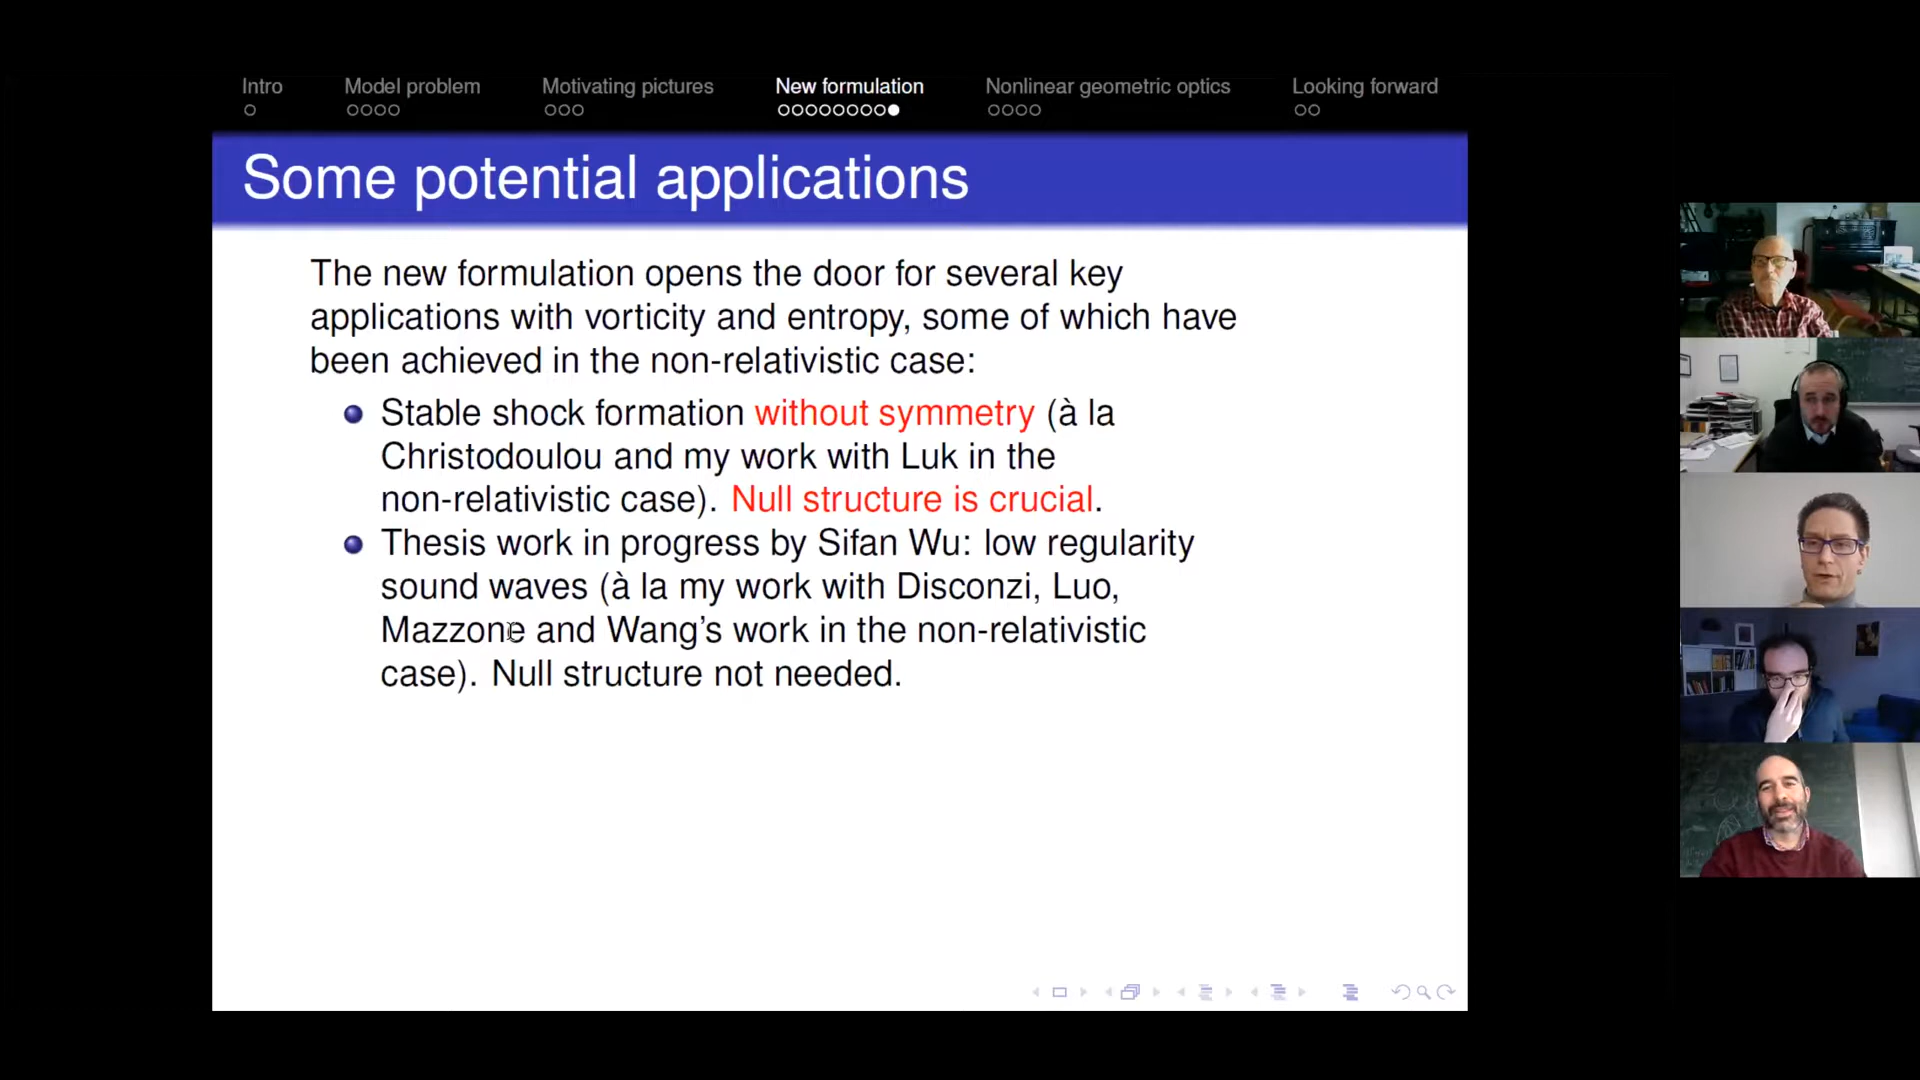 Intro Model problem Motivating pictures New formulation Nonlinear geometric optics Looking forward
Some potential applications
The new formulation opens the door for several key
applications with vorticity and entropy, some of which have
been achieved in the non-relativistic case:
Stable shock formation without symmetry (à la
Christodoulou and my work with Luk in the
non-relativistic case). Null structure is crucial.
Thesis work in progress by Sifan Wu: low regularity
sound waves (à la my work with Disconzi, Luo,
Mazzone and Wang's work in the non-relativistic
case). Null structure not needed.